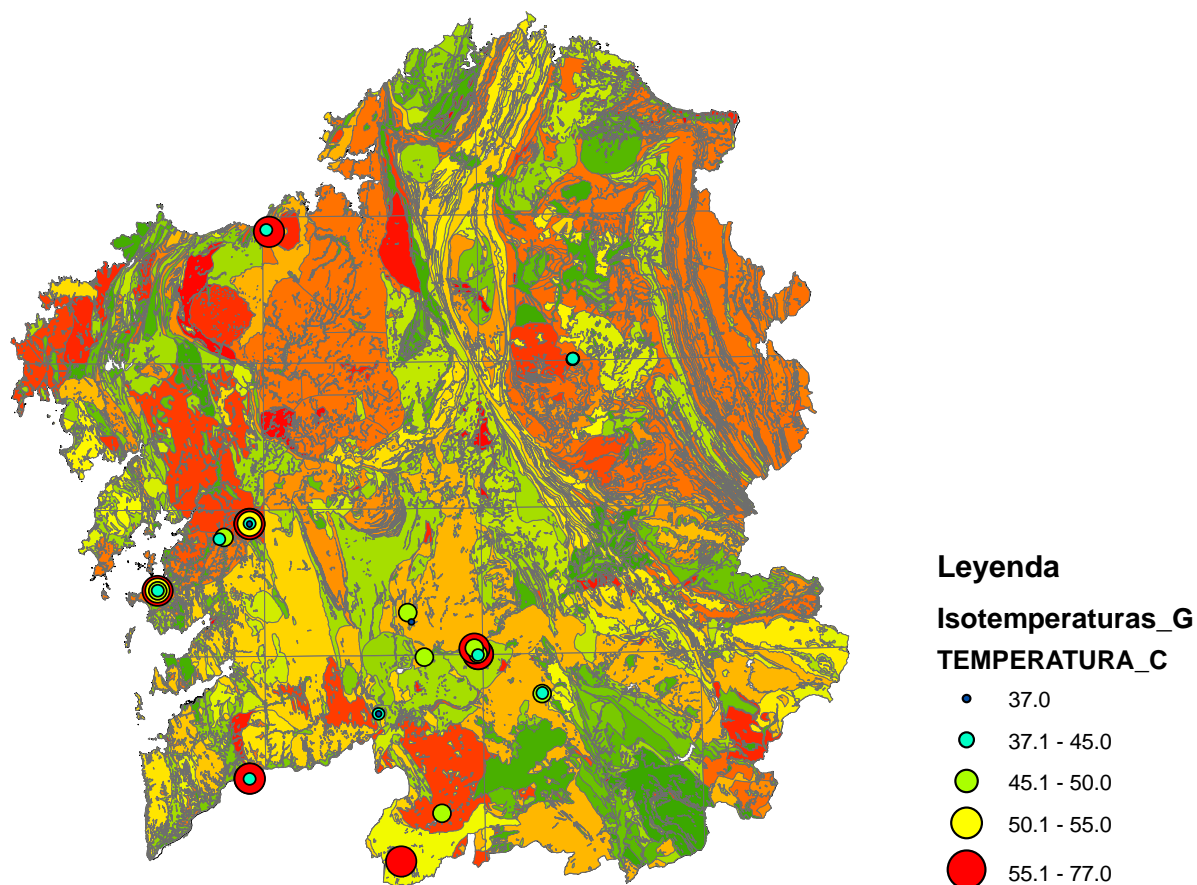 Leyenda
Isotemperaturas_G
TEMPERATURA_C
37.0
37.1 - 45.0
45.1 - 50.0
50.1 - 55.0
55.1 - 77.0